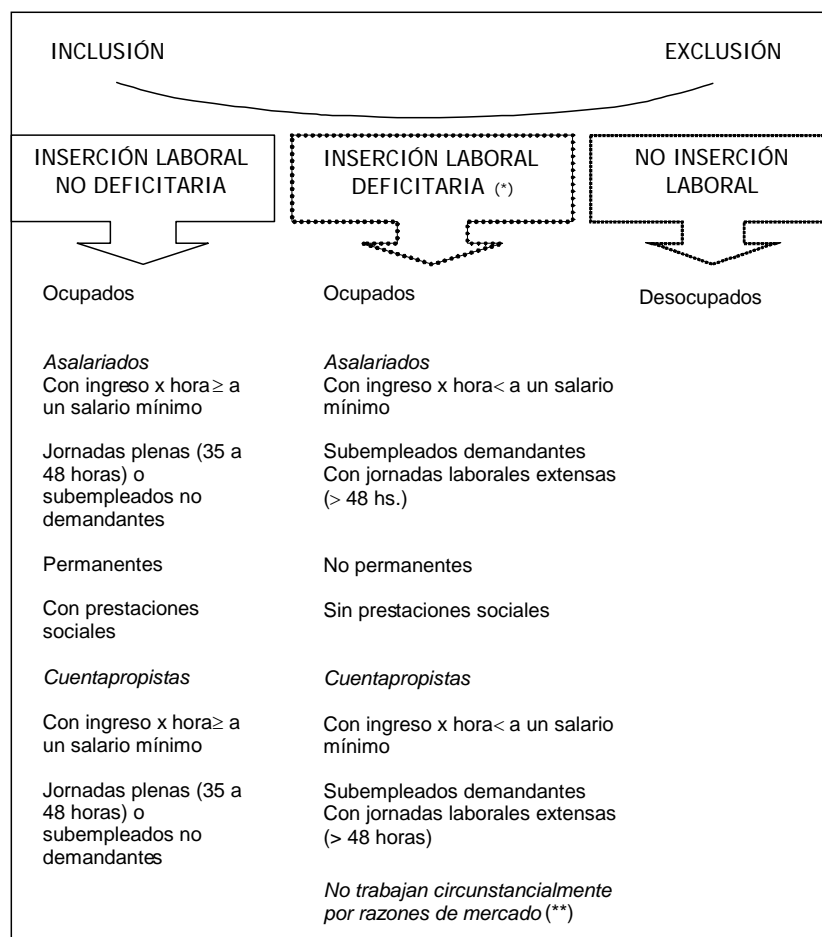 INCLUSIÓN
EXCLUSIÓN
INSERCIÓN LABORAL
NO DEFICITARIA
INSERCIÓN LABORAL
DEFICITARIA (*)
NO INSERCIÓN
LABORAL
Ocupados
Asalariados
Con ingreso x hora≥ a
un salario mínimo
Jornadas plenas (35 a
48 horas) o
subempleados no
demandantes
Permanentes
Con prestaciones
sociales
Cuentapropistas
Con ingreso x hora≥ a
un salario mínimo
Jornadas plenas (35 a
48 horas) o
subempleados no
demandantes
Ocupados
Asalariados
Con ingreso x hora< a un salario
mínimo
Subempleados demandantes
Con jornadas laborales extensas
(> 48 hs.)
No permanentes
Sin prestaciones sociales
Cuentapropistas
Con ingreso x hora< a un salario
mínimo
Subempleados demandantes
Con jornadas laborales extensas
(> 48 horas)
No trabajan circunstancialmente
por razones de mercado (**)
Desocupados